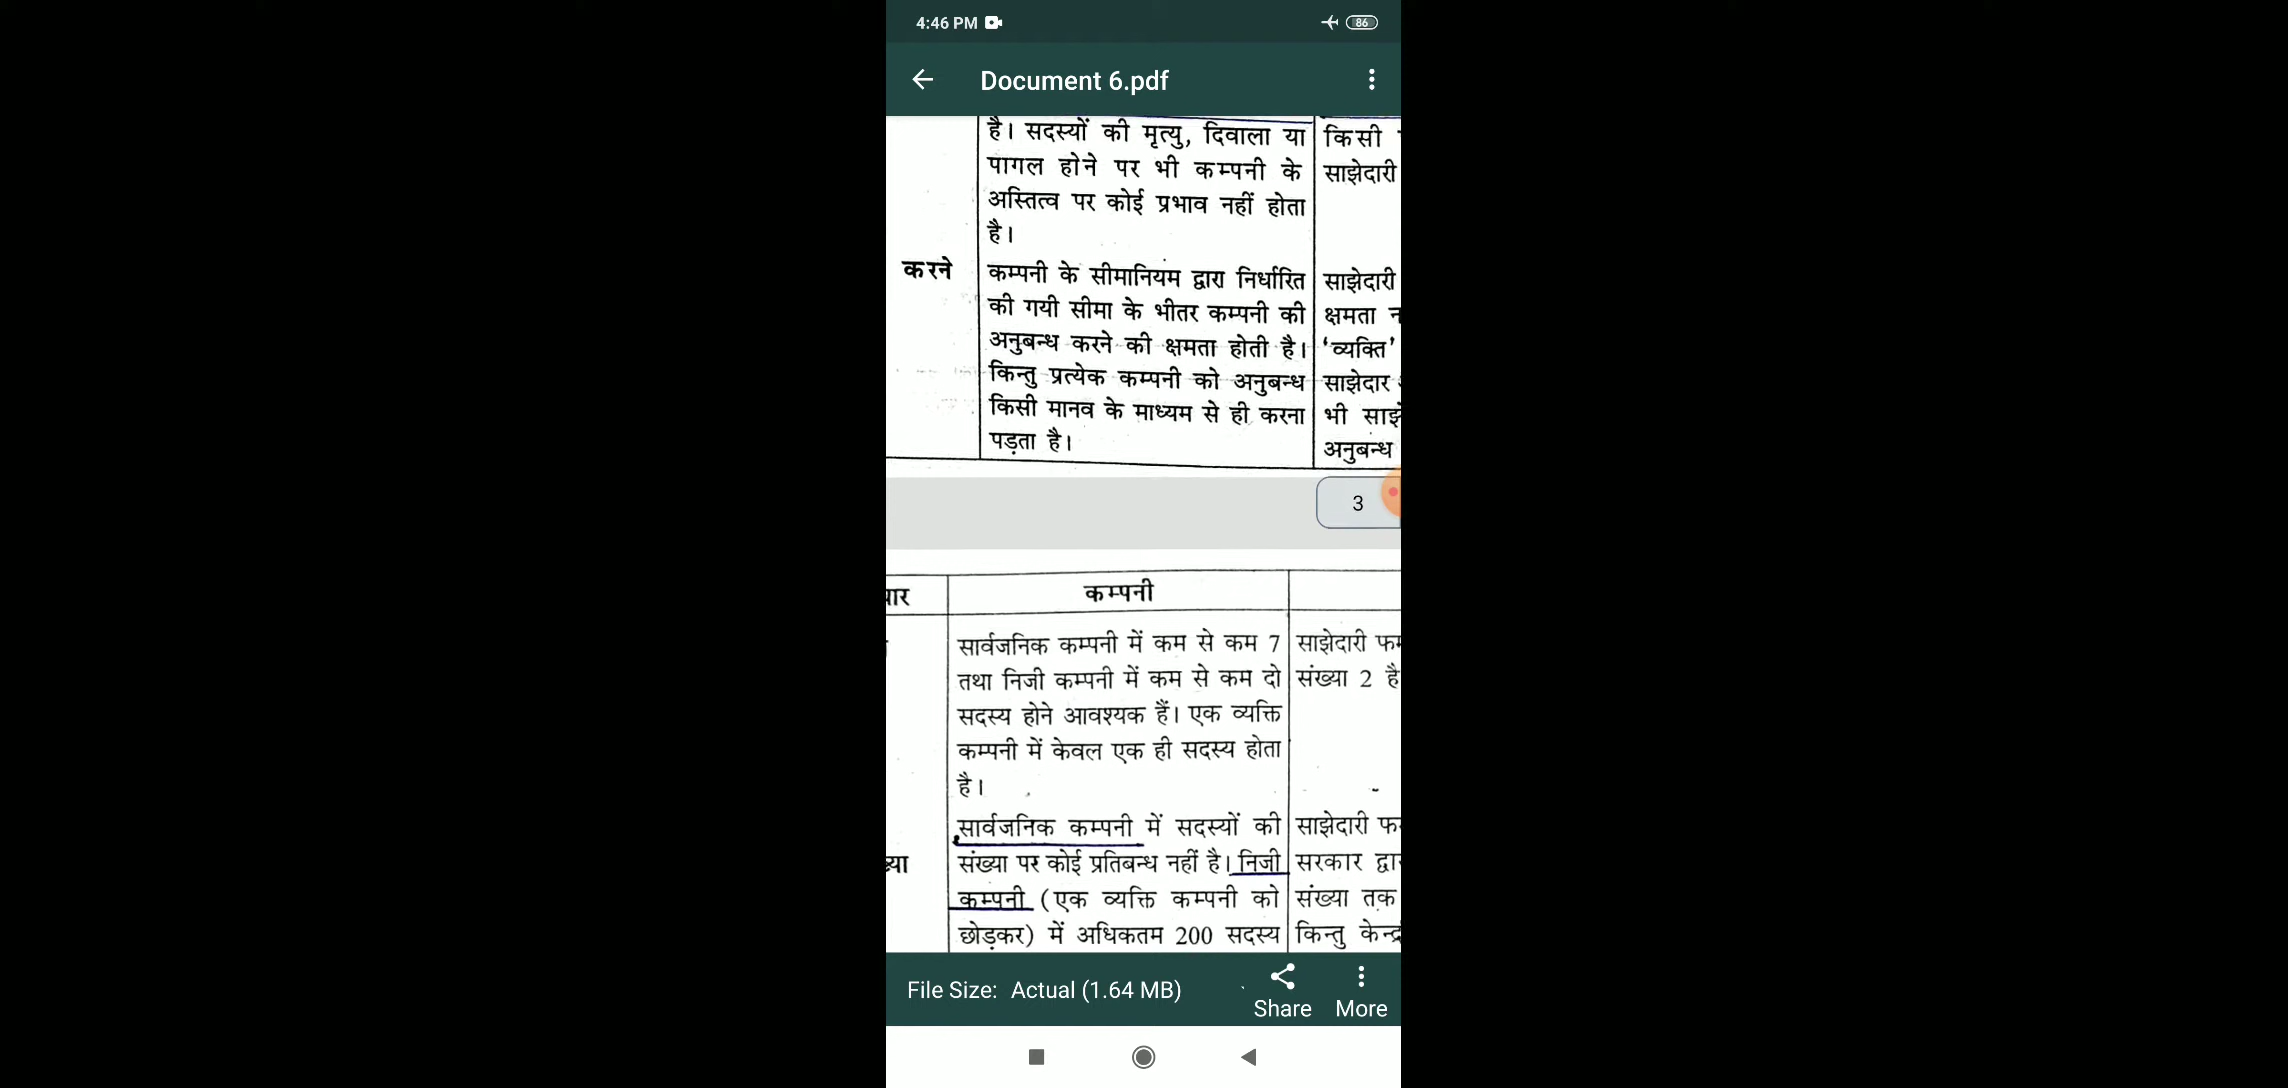 4:46 PM
86
Document 6.pdf
है। सदस्यों की मृत्यु, दिवाला या
पागल होने पर भी कम्पनी के
अस्तित्व पर कोई प्रभाव नहीं होता
है।
किसी
साझेदारी
करने
कम्पनी के सीमानियम द्वारा निर्धारित
की गयी सीमा के भीतर कम्पनी की
अनुबन्ध करने की क्षमता होती है।
किन्तु प्रत्येक कम्पनी को अनुबन्ध
किसी मानव के माध्यम से ही करना
पड़ता है।
साझेदारी
क्षमता
‘व्यक्ति’
साझेदार
भी
अनुबन्ध
3
कम्पनी
सार्वजनिक कम्पनी में कम से कम 7
तथा निजी कम्पनी में कम से कम दो
सदस्य होने आवश्यक हैं। एक व्यक्ति
कम्पनी में केवल एक ही सदस्य होता
है।
साझेदारी
संख्या 2 है
सार्वजनिक कम्पनी में सदस्यों की
संख्या पर कोई प्रतिबन्ध नहीं है। निजी
कम्पनी (एक व्यक्ति कम्पनी को
छोड़कर) में अधिकतम 200 सदस्य
साझेदारी
सरकार
संख्या तक
किन्तु
File Size: Actual (1.64 MB)
Share
More